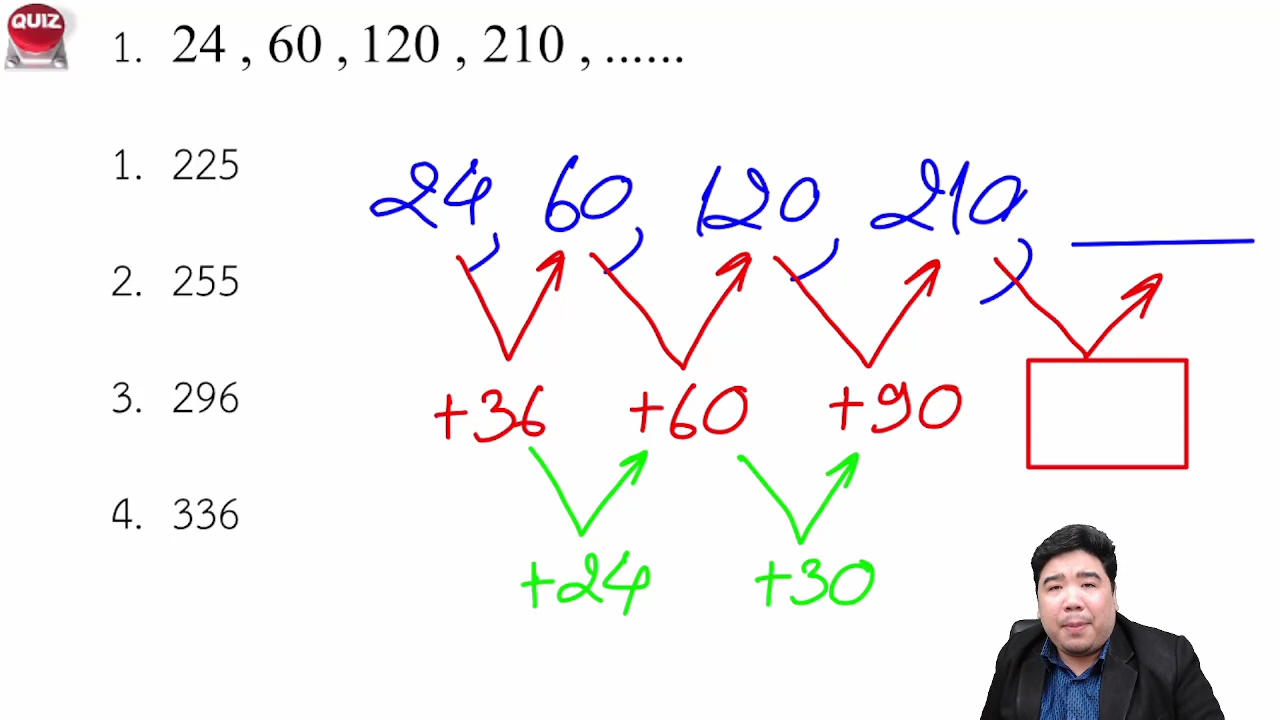 QUIZ
1. 24 , 60 , 120 , 210 , ......
1. 225
2. 255
3. 296
4. 336
24, 60, 120, 210, ______
+36 +60 +90
+24 +30